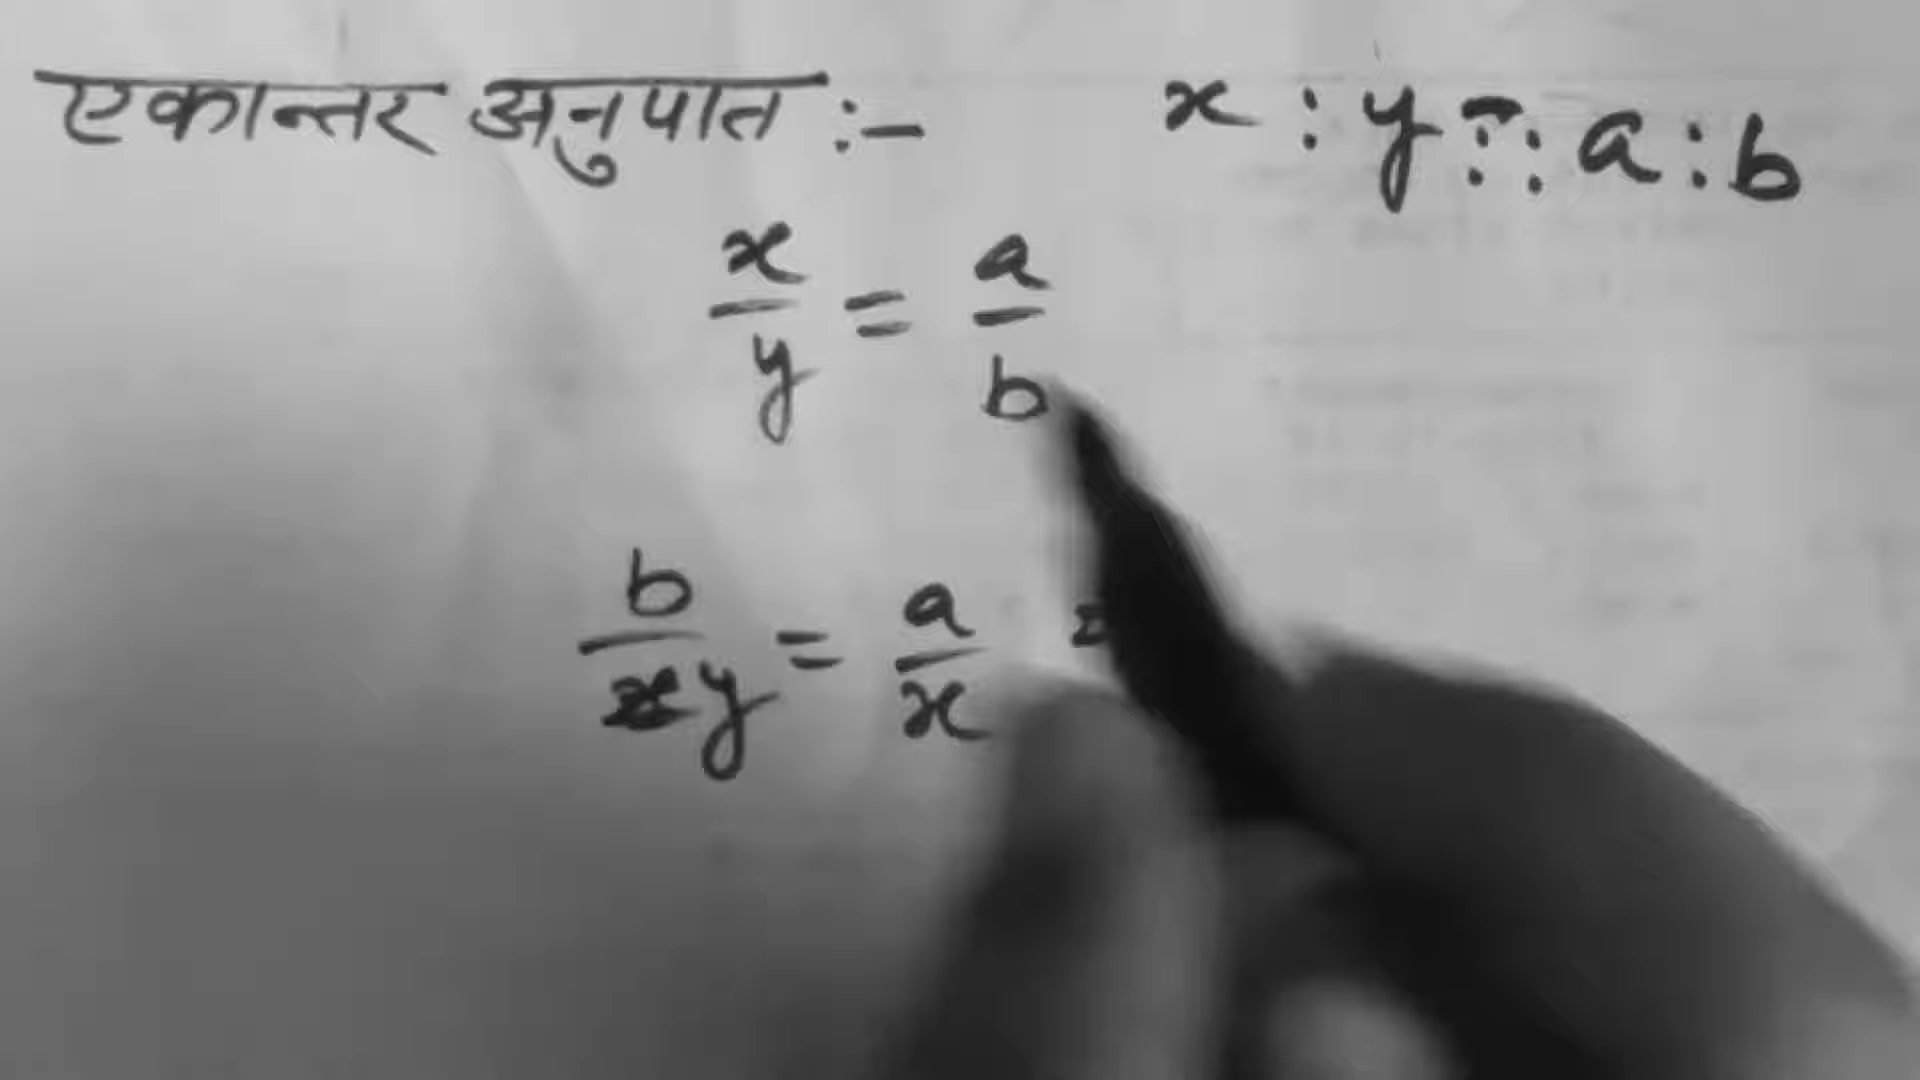 एकान्तर अनुपात :- x : y :: a : b
x/y = a/b
b/y = a/x =